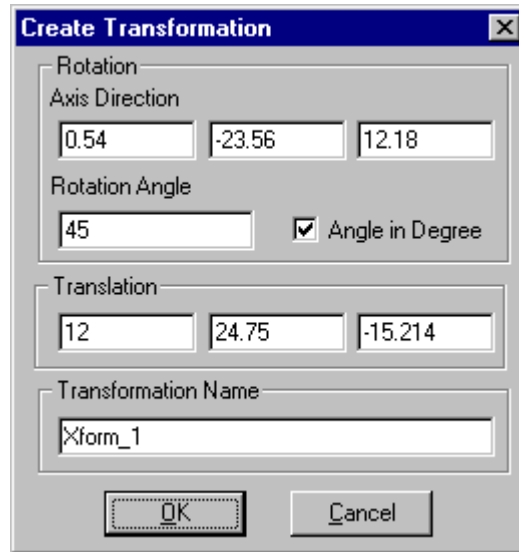 Create Transformation
Rotation
Axis Direction
0.54 -23.56 12.18
Rotation Angle
45 Angle in Degree
Translation
12 24.75 -15.214
Transformation Name
Xform_1
OK Cancel